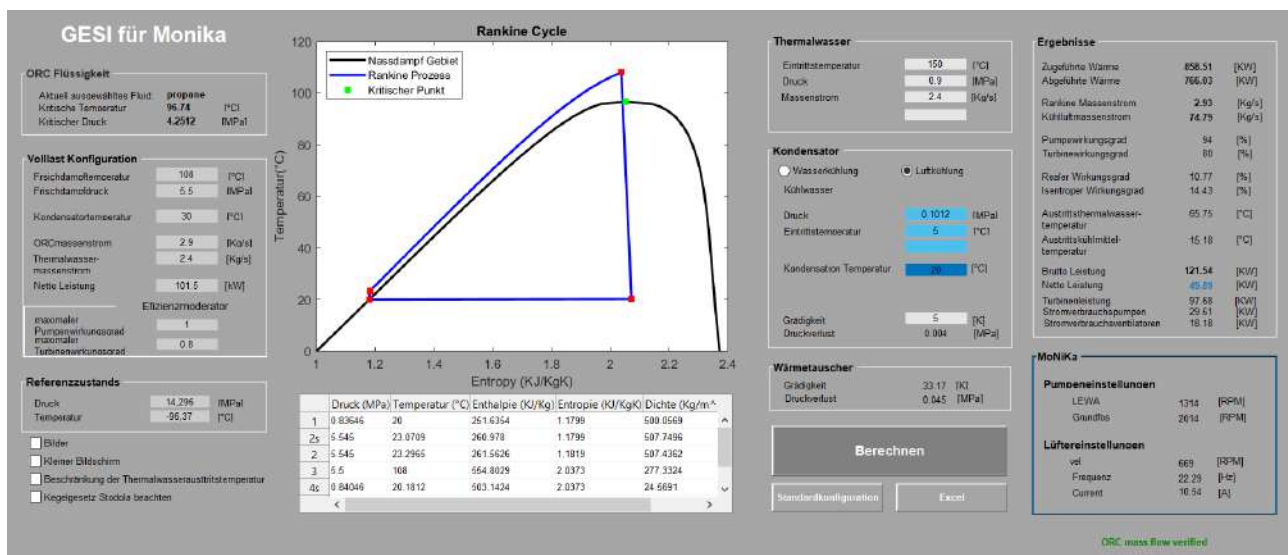 GESI für Monika
ORC Flüssigkeit
Aktuell ausgewähltes Fluid: propane
Kritische Temperatur 96.74 [°C]
Kritischer Druck 4.2512 [MPa]
Volllast Konfiguration
Frsichdampftemperatur 108 [°C]
Frischdampfdruck 5.5 [MPa]
Kondensatortemperatur 30 [°C]
ORCmassenstrom 2.9 [Kg/s]
Thermalwasser-
massenstrom 2.4 [Kg/s]
Netto Leistung 101.5 [kW]
Efizienzmoderator
maxomaler
Pumpenwirkungsgrad 1
maximaler
Turbinenwirkungsgrad 0.8
Referenzzustands
Druck 14.296 [MPa]
Temperatur -96.37 [°C]
Bilder
Kleiner Bildschirm
Beschränkung der Thermalwasseraustrittstemperatur
Kegelgesetz Stodola beachten
Rankine Cycle
Nassdampf Gebiet
Rankine Prozess
Kritischer Punkt
Temperatur(°C)
120
100
80
60
40
20
0
1 1.2 1.4 1.6 1.8 2 2.2 2.4
Entropy (KJ/KgK)
Druck (MPa) Temperatur (°C) Enthalpie (KJ/Kg) Entropie (KJ/KgK) Dichte (Kg/m^
1 0.83646 20 251.6354 1.1799 500.0569
2s 5.545 23.0709 260.978 1.1799 507.7496
2 5.545 23.2965 261.5626 1.1819 507.4362
3 5.5 108 554.8029 2.0373 277.3324
4s 0.84046 20.1812 503.1424 2.0373 24.5691
Thermalwasser
Eintrittstemperatur 150 [°C]
Druck 0.9 [MPa]
Massenstrom 2.4 [Kg/s]
Kondensator
Wasserkühlung Luftkühlung
Kühlwasser
Druck 0.1012 [MPa]
Eintrittstemperatur 5 [°C]
Kondensation Temperatur 20 [°C]
Grädigkeit 5 [K]
Druckverlust 0.004 [MPa]
Wärmetauscher
Grädigkeit 33.17 [K]
Druckverlust 0.045 [MPa]
Berechnen
Standardkonfiguration Excel
Ergebnisse
Zugeführte Wärme 858.51 [KW]
Abgeführte Wärme 766.03 [KW]
Rankine Massenstrom 2.93 [Kg/s]
Kühlluftmassenstrom 74.79 [Kg/s]
Pumpewirkungsgrad 94 [%]
Turbinewirkungsgrad 80 [%]
Realer Wirkungsgrad 10.77 [%]
Isentroper Wirkungsgrad 14.43 [%]
Austrittsthermalwasser-
temperatur 65.75 [°C]
Austrittskühlmittel-
temperatur 15.18 [°C]
Brutto Leistung 121.54 [KW]
Netto Leistung 49.89 [KW]
Turbinenleistung 97.68 [KW]
Stromverbrauchspumpen 29.61 [KW]
Stromverbrauchsventilatoren 18.18 [KW]
MoNiKa
Pumpeneinstellungen
LEWA 1314 [RPM]
Grundfos 2014 [RPM]
Lüftereinstellungen
vel 669 [RPM]
Frequenz 22.29 [Hz]
Current 10.54 [A]
ORC mass flow verified